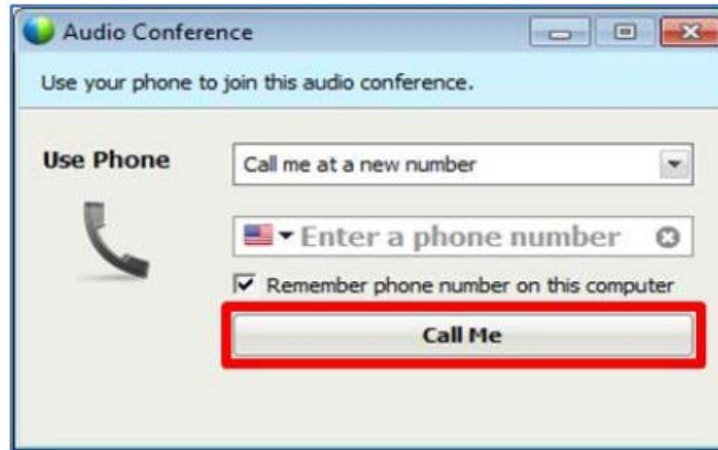 Audio Conference
Use your phone to join this audio conference.
Use Phone
Call me at a new number
Enter a phone number
Remember phone number on this computer
Call Me